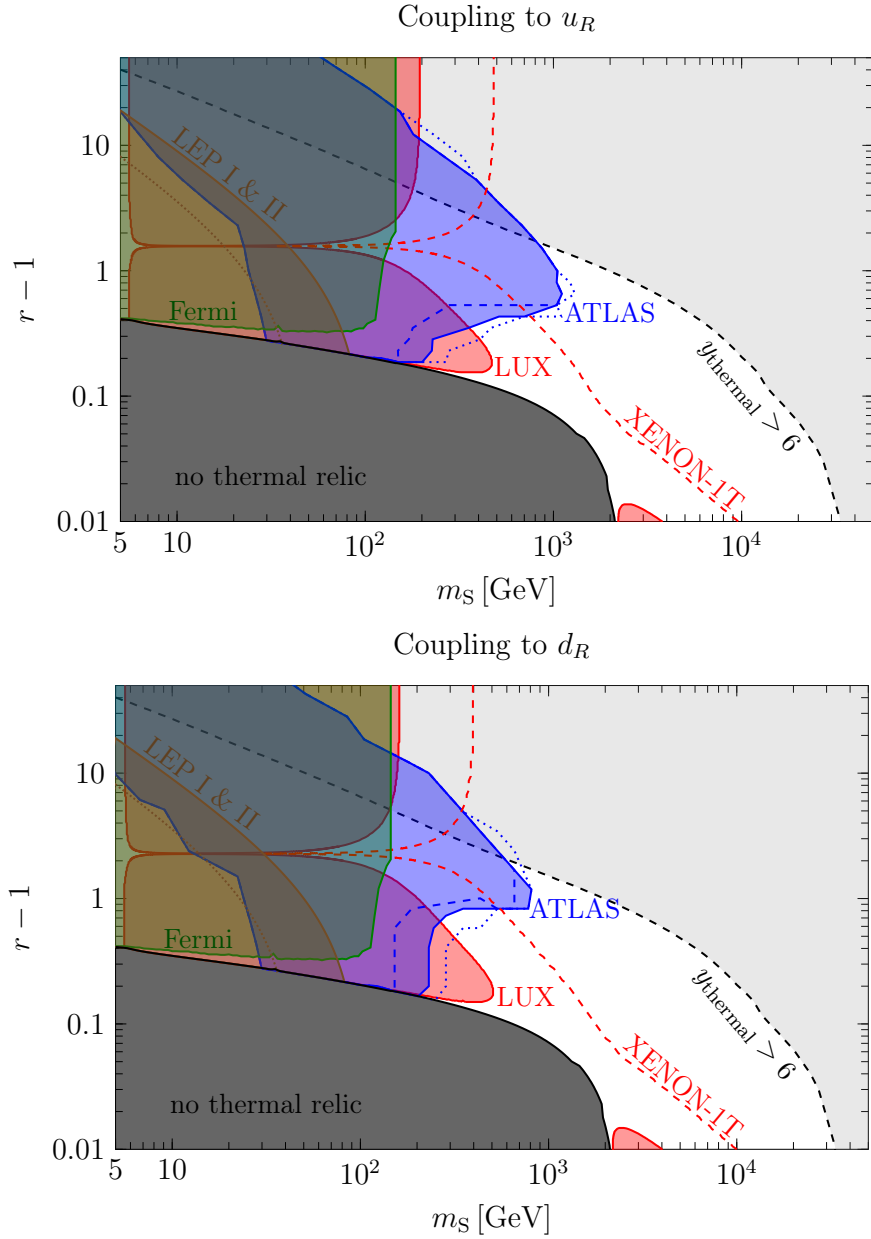 Coupling to u_R
10
1
0.1
0.01
r − 1
LEP I & II
Fermi
ATLAS
LUX
XENON-1T
y_thermal > 6
no thermal relic
5
10
10^2
10^3
10^4
m_S [GeV]
Coupling to d_R
10
1
0.1
0.01
r − 1
LEP I & II
Fermi
ATLAS
LUX
XENON-1T
y_thermal > 6
no thermal relic
5
10
10^2
10^3
10^4
m_S [GeV]